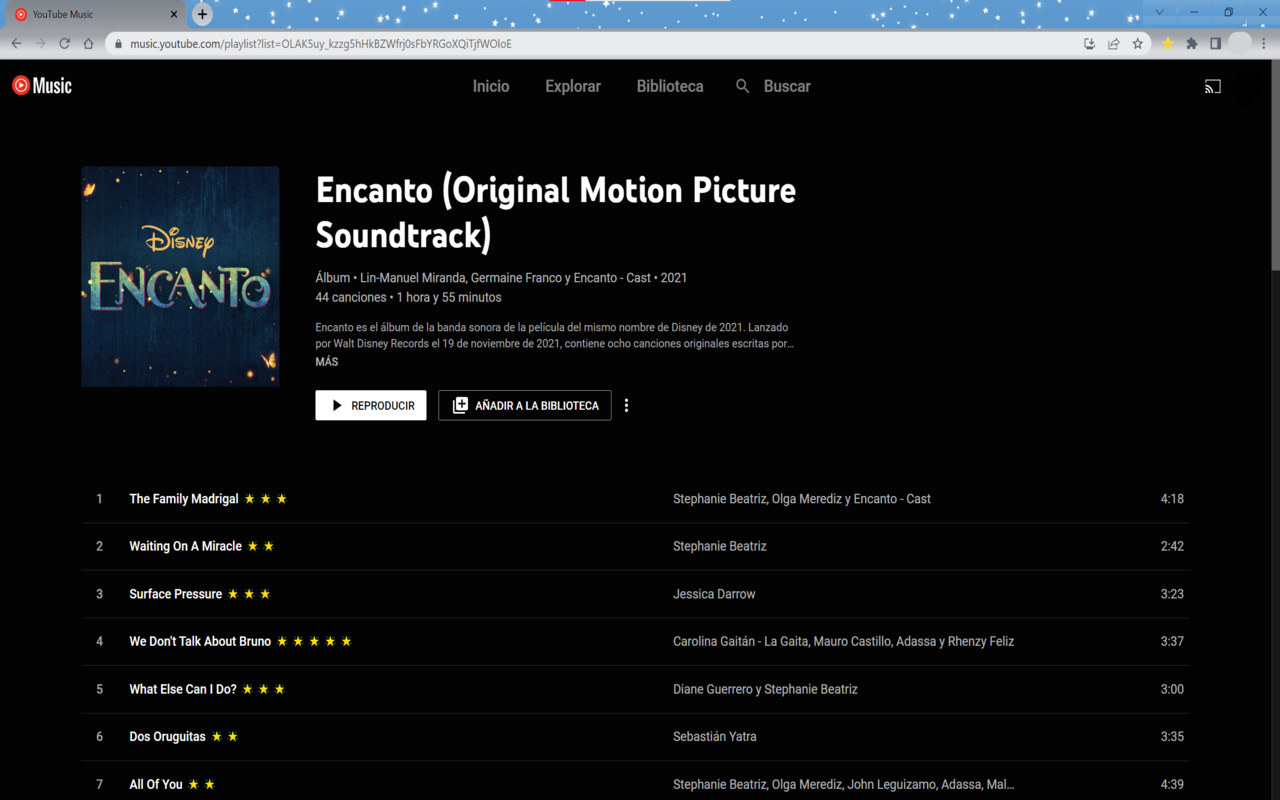 YouTube Music
music.youtube.com/playlist?list=OLAK5uy_kzzg5hHkBZWfrj0sFbYRGoXQiTjfWOloE
Music
Inicio Explorar Biblioteca Buscar
Disney
ENCANTO
Encanto (Original Motion Picture
Soundtrack)
Álbum • Lin-Manuel Miranda, Germaine Franco y Encanto - Cast • 2021
44 canciones • 1 hora y 55 minutos
Encanto es el álbum de la banda sonora de la película del mismo nombre de Disney de 2021. Lanzado
por Walt Disney Records el 19 de noviembre de 2021, contiene ocho canciones originales escritas por...
MÁS
REPRODUCIR AÑADIR A LA BIBLIOTECA
1 The Family Madrigal ★ ★ ★ Stephanie Beatriz, Olga Merediz y Encanto - Cast 4:18
2 Waiting On A Miracle ★ ★ Stephanie Beatriz 2:42
3 Surface Pressure ★ ★ ★ Jessica Darrow 3:23
4 We Don't Talk About Bruno ★ ★ ★ ★ ★ Carolina Gaitán - La Gaita, Mauro Castillo, Adassa y Rhenzy Feliz 3:37
5 What Else Can I Do? ★ ★ ★ Diane Guerrero y Stephanie Beatriz 3:00
6 Dos Oruguitas ★ ★ Sebastián Yatra 3:35
7 All Of You ★ ★ Stephanie Beatriz, Olga Merediz, John Leguizamo, Adassa, Mal... 4:39